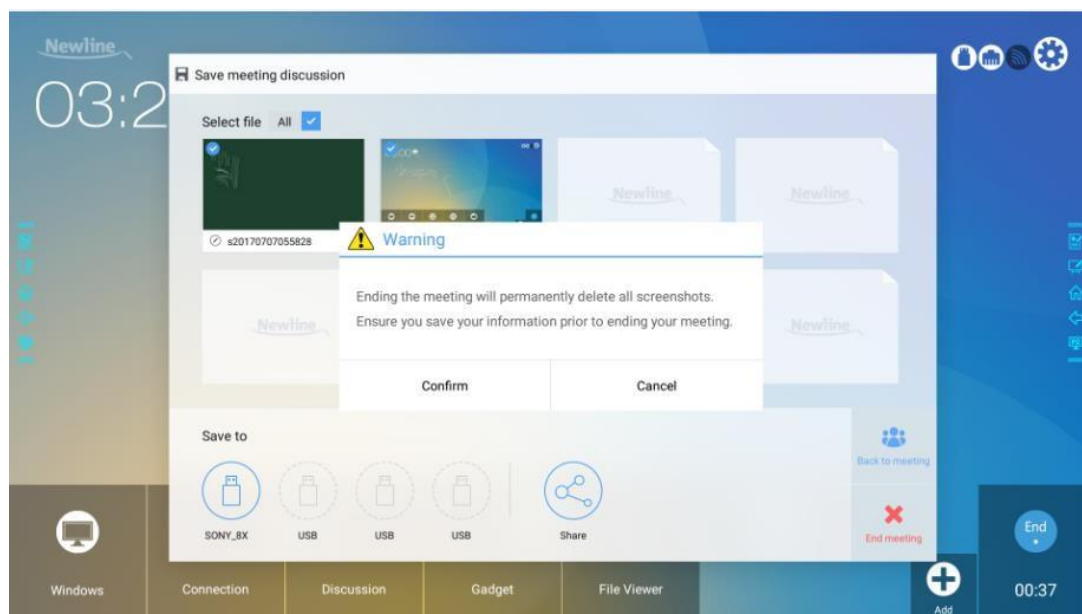 Newline
03:2
Save meeting discussion
Select file All
Newline
Newline
s20170707055828
Warning
Ending the meeting will permanently delete all screenshots.
Ensure you save your information prior to ending your meeting.
Newline
Newline
Confirm
Cancel
Save to
Back to meeting
SONY_8X
USB
USB
USB
Share
End meeting
End
Windows
Connection
Discussion
Gadget
File Viewer
Add
00:37